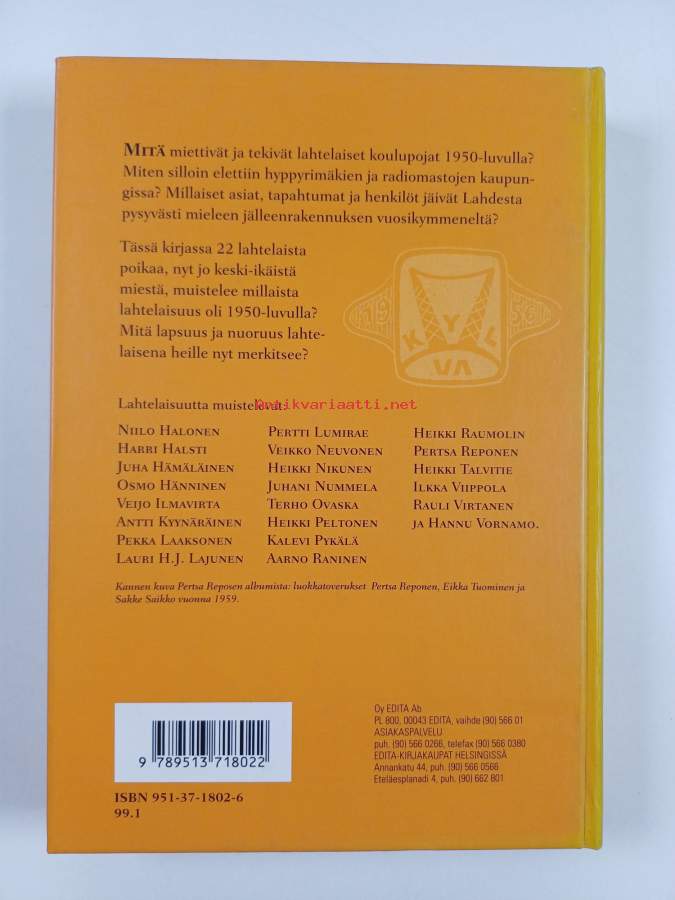 MITÄ miettivät ja tekivät lahtelaiset koulupojat 1950-luvulla?
Miten silloin elettiin hyppyrimäkien ja radiomastojen kaupun-
gissa? Millaiset asiat, tapahtumat ja henkilöt jäivät Lahdesta
pysyvästi mieleen jälleenrakennuksen vuosikymmeneltä?
Tässä kirjassa 22 lahtelaista
poikaa, nyt jo keski-ikäistä
miestä, muistelee millaista
lahtelaisuus oli 1950-luvulla?
Mitä lapsuus ja nuoruus lahte-
laisena heille nyt merkitsee?
19 56
KYL
VA
Lahtelaisuutta muistelevat:
Antikvariaatti.net
NIILO HALONEN
HARRI HALSTI
JUHA HÄMÄLÄINEN
OSMO HÄNNINEN
VEIJO ILMAVIRTA
ANTTI KYYNÄRÄINEN
PEKKA LAAKSONEN
LAURI H.J. LAJUNEN
PERTTI LUMIRAE
VEIKKO NEUVONEN
HEIKKI NIKUNEN
JUHANI NUMMELA
TERHO OVASKA
HEIKKI PELTONEN
KALEVI PYKÄLÄ
AARNO RANINEN
HEIKKI RAUMOLIN
PERTSA REPONEN
HEIKKI TALVITIE
ILKKA VIIPPOLA
RAULI VIRTANEN
JA HANNU VORNAMO.
Kannen kuva Pertsa Reposen albumista: luokkatoverukset Pertsa Reponen, Eikka Tuominen ja
Sakke Saikko vuonna 1959.
9 789513 718022
ISBN 951-37-1802-6
99.1
Oy EDITA Ab
PL 800, 00043 EDITA, vaihde (90) 566 01
ASIAKASPALVELU
puh. (90) 566 0266, telefax (90) 566 0380
EDITA-KIRJAKAUPAT HELSINGISSÄ
Annankatu 44, puh. (90) 566 0566
Eteläesplanadi 4, puh. (90) 662 801